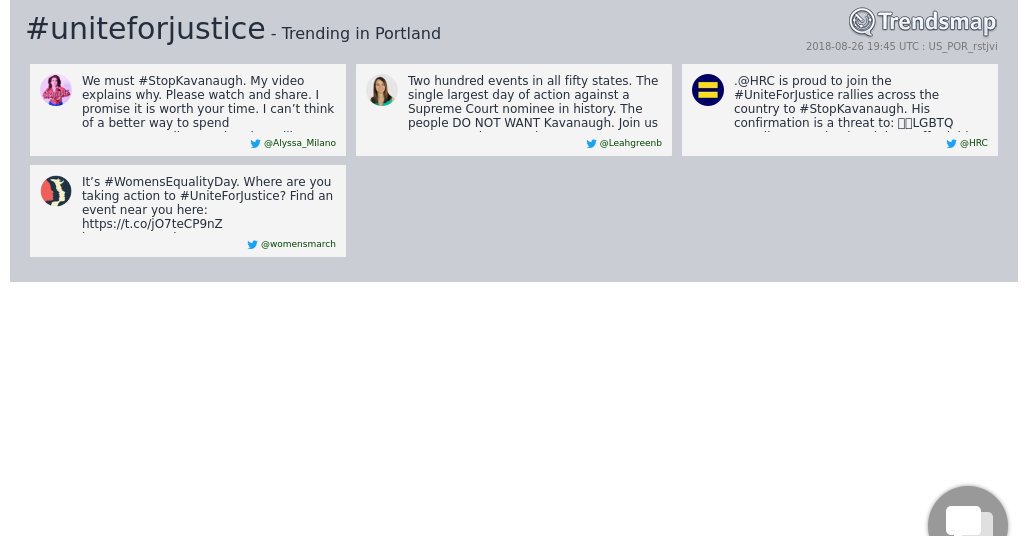 #uniteforjustice - Trending in Portland
Trendsmap
2018-08-26 19:45 UTC : US_POR_rstjvi
We must #StopKavanaugh. My video
explains why. Please watch and share. I
promise it is worth your time. I can’t think
of a better way to spend
@Alyssa_Milano
Two hundred events in all fifty states. The
single largest day of action against a
Supreme Court nominee in history. The
people DO NOT WANT Kavanaugh. Join us
@Leahgreenb
.@HRC is proud to join the
#UniteForJustice rallies across the
country to #StopKavanaugh. His
confirmation is a threat to: LGBTQ
@HRC
It’s #WomensEqualityDay. Where are you
taking action to #UniteForJustice? Find an
event near you here:
https://t.co/jO7teCP9nZ
@womensmarch